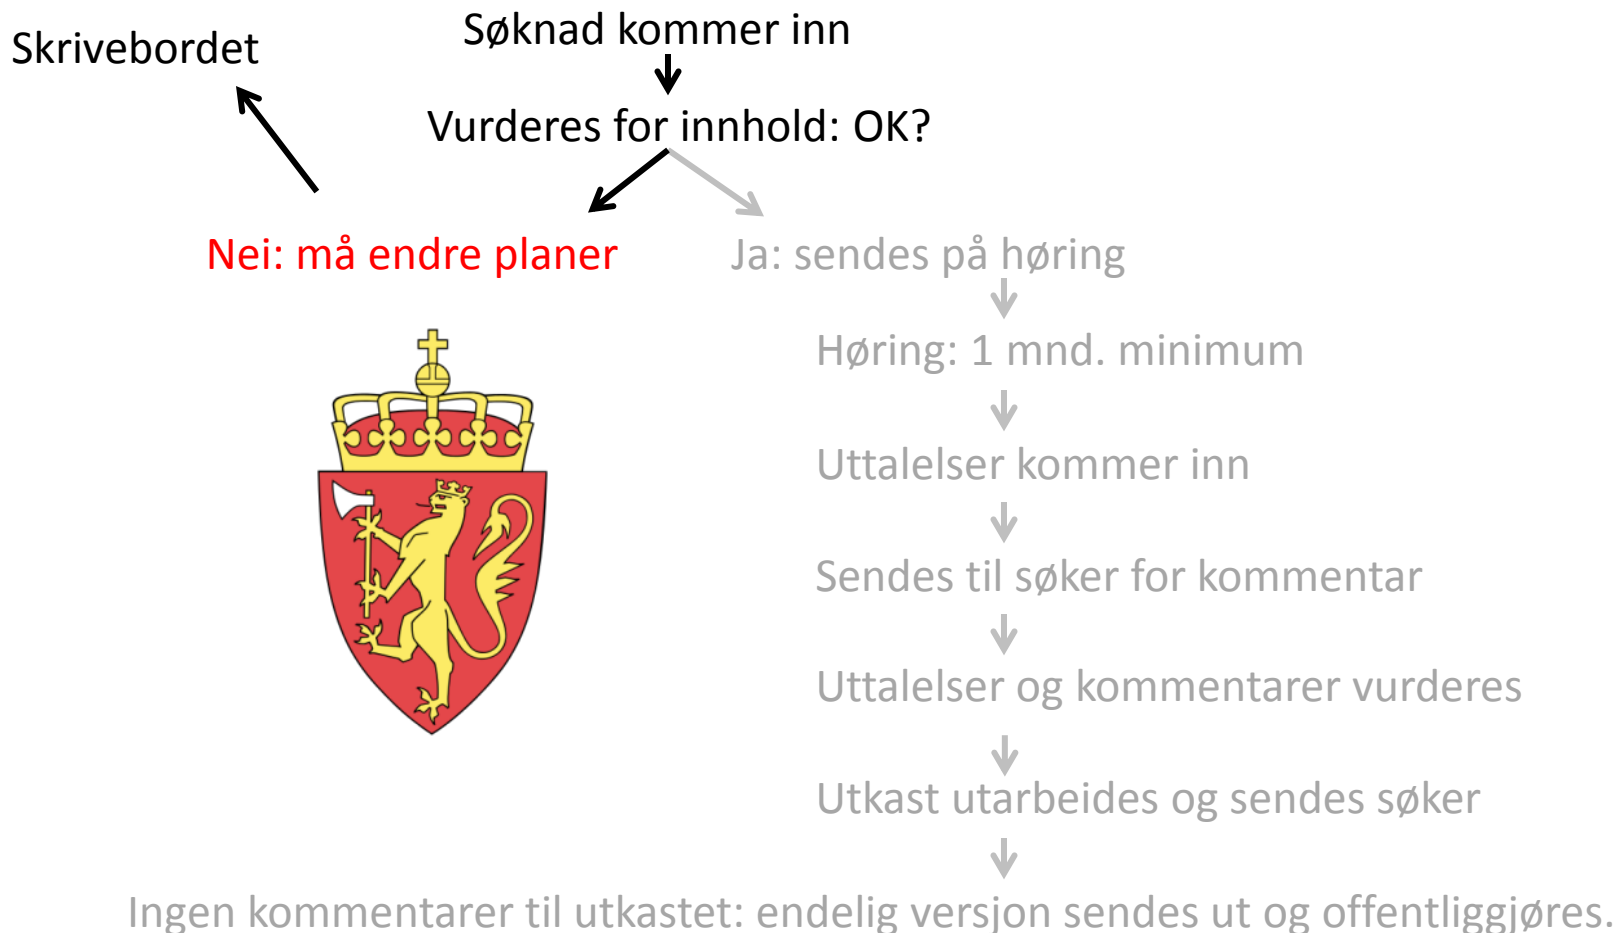 Skrivebordet
Søknad kommer inn
Vurderes for innhold: OK?
Nei: må endre planer
Ja: sendes på høring
Høring: 1 mnd. minimum
Uttalelser kommer inn
Sendes til søker for kommentar
Uttalelser og kommentarer vurderes
Utkast utarbeides og sendes søker
Ingen kommentarer til utkastet: endelig versjon sendes ut og offentliggjøres.